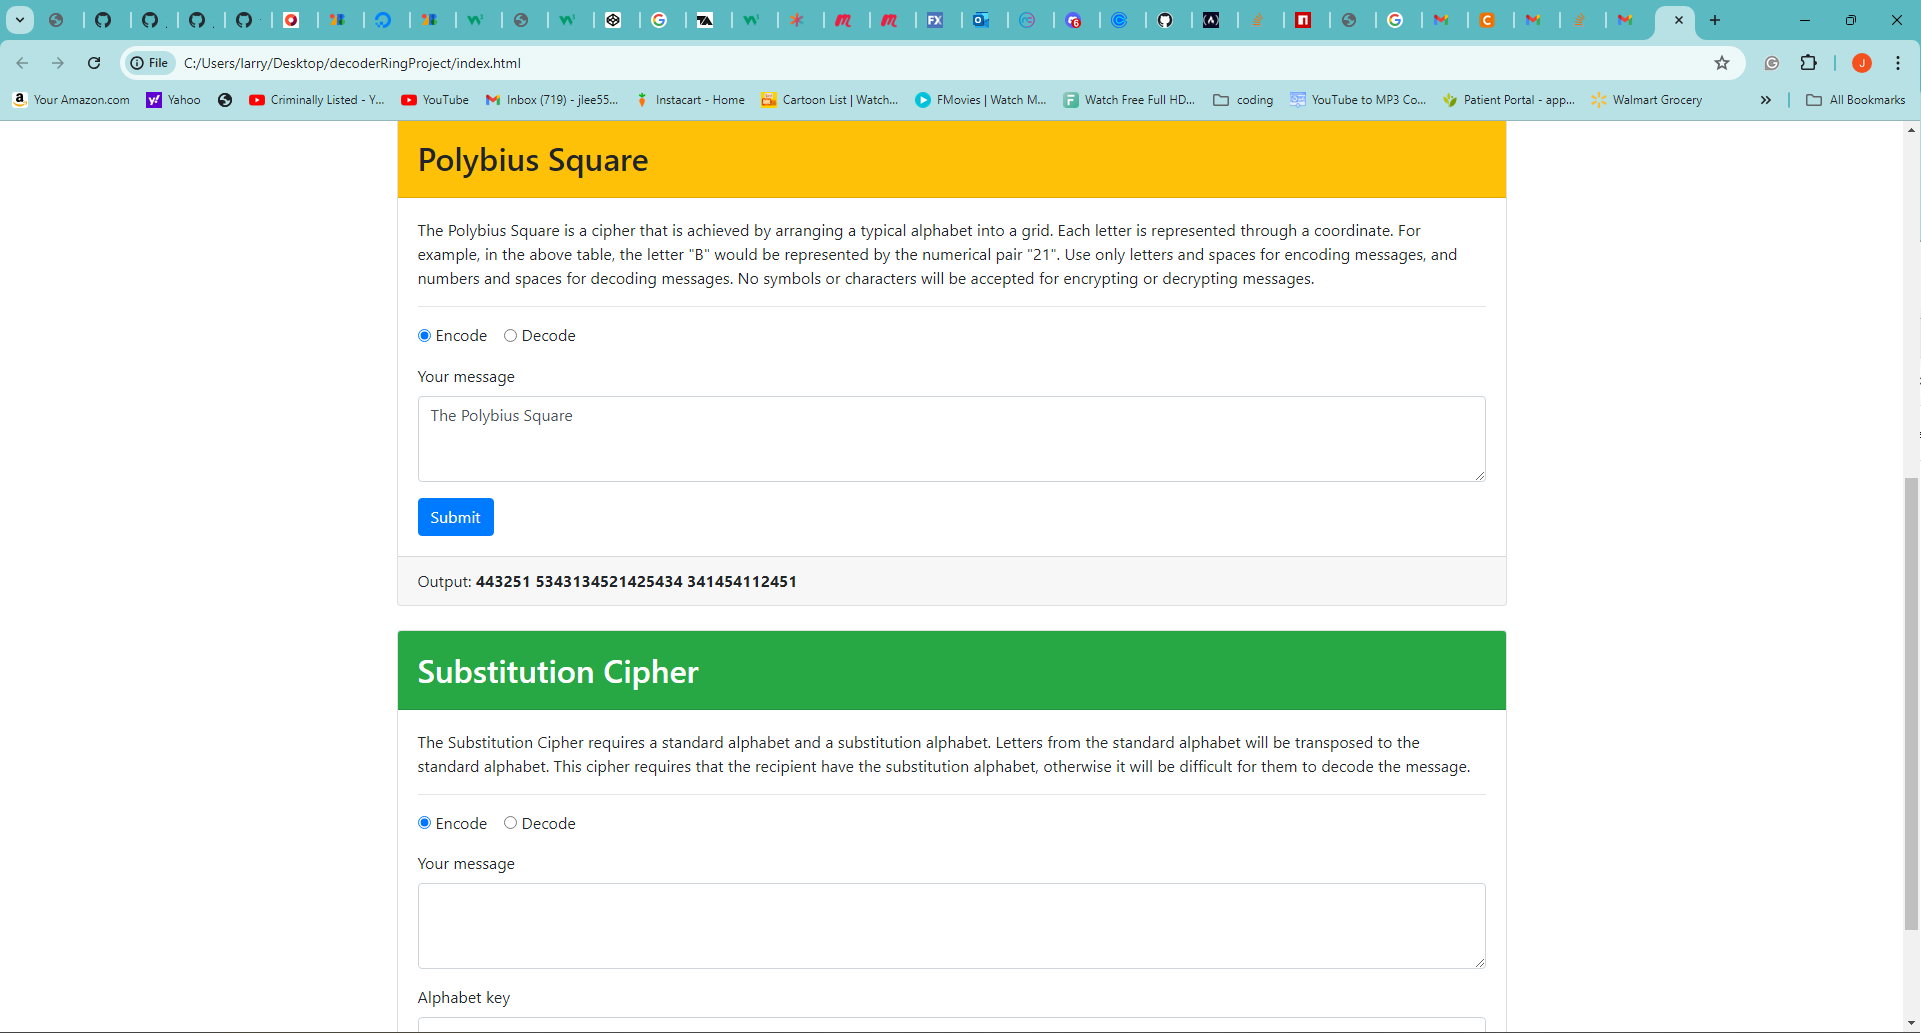 File C:/Users/larry/Desktop/decoderRingProject/index.html J
Your Amazon.com Yahoo Criminally Listed - Y... YouTube Inbox (719) - jlee55... Instacart - Home Cartoon List | Watch... FMovies | Watch M... Watch Free Full HD... coding YouTube to MP3 Co... Patient Portal - app... Walmart Grocery » All Bookmarks
Polybius Square
The Polybius Square is a cipher that is achieved by arranging a typical alphabet into a grid. Each letter is represented through a coordinate. For
example, in the above table, the letter "B" would be represented by the numerical pair "21". Use only letters and spaces for encoding messages, and
numbers and spaces for decoding messages. No symbols or characters will be accepted for encrypting or decrypting messages.
Encode Decode
Your message
The Polybius Square
Submit
Output: 443251 5343134521425434 341454112451
Substitution Cipher
The Substitution Cipher requires a standard alphabet and a substitution alphabet. Letters from the standard alphabet will be transposed to the
standard alphabet. This cipher requires that the recipient have the substitution alphabet, otherwise it will be difficult for them to decode the message.
Encode Decode
Your message
Alphabet key